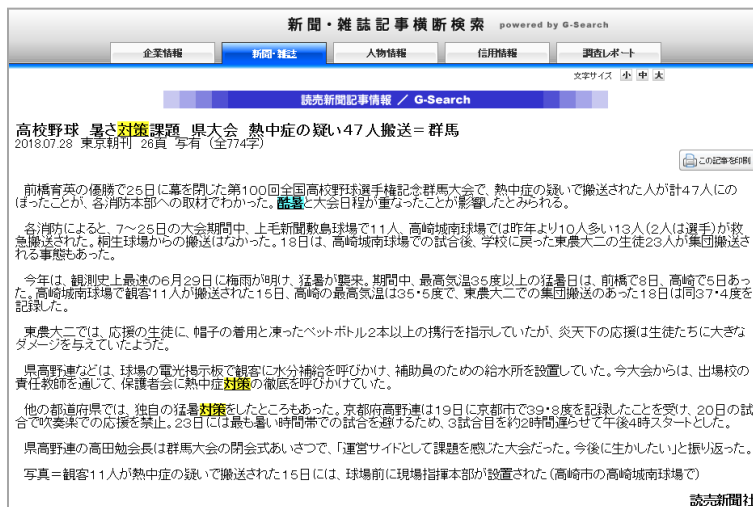 新聞・雑誌記事横断検索 powered by G-Search
企業情報 新聞・雑誌 人物情報 信用情報 調査レポート
文字サイズ 小 中 大
読売新聞記事情報 / G-Search
高校野球 暑さ対策課題 県大会 熱中症の疑い47人搬送=群馬
2018.07.28 東京朝刊 26頁 写有 (全774字)
この記事を印刷
前橋育英の優勝で25日に幕を閉じた第100回全国高校野球選手権記念群馬大会で、熱中症の疑いで搬送された人が計47人にの
ぼったことが、各消防本部への取材でわかった。酷暑と大会日程が重なったことが影響したとみられる。
各消防によると、7〜25日の大会期間中、上毛新聞敷島球場で11人、高崎城南球場では昨年より10人多い13人(2人は選手)が救
急搬送された。桐生球場からの搬送はなかった。18日は、高崎城南球場での試合後、学校に戻った東農大二の生徒23人が集団搬送さ
れる事態もあった。
今年は、観測史上最速の6月29日に梅雨が明け、猛暑が襲来。期間中、最高気温35度以上の猛暑日は、前橋で8日、高崎で5日あっ
た。高崎城南球場で観客11人が搬送された15日、高崎の最高気温は35・5度で、東農大二での集団搬送のあった18日は同37・4度を
記録した。
東農大二では、応援の生徒に、帽子の着用と凍ったペットボトル2本以上の携行を指示していたが、炎天下の応援は生徒たちに大きな
ダメージを与えていたようだ。
県高野連などは、球場の電光掲示板で観客に水分補給を呼びかけ、補助員のための給水所を設置していた。今大会からは、出場校の
責任教師を通じて、保護者会に熱中症対策の徹底を呼びかけていた。
他の都道府県では、独自の猛暑対策をしたところもあった。京都府高野連は19日に京都市で39・8度を記録したことを受け、20日の試
合で吹奏楽での応援を禁止。23日には最も暑い時間帯での試合を避けるため、3試合目を約2時間遅らせて午後4時スタートとした。
県高野連の高田勉会長は群馬大会の閉会式あいさつで、「運営サイドとして課題を感じた大会だった。今後に生かしたい」と振り返った。
写真=観客11人が熱中症の疑いで搬送された15日には、球場前に現場指揮本部が設置された(高崎市の高崎城南球場で)
読売新聞社